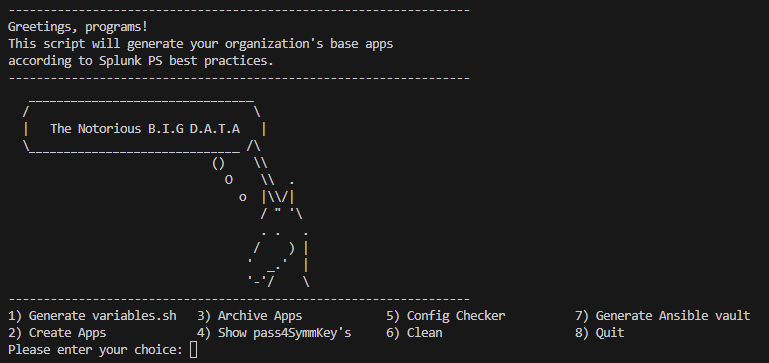 Greetings, programs!
This script will generate your organization's base apps
according to Splunk PS best practices.
The Notorious B.I.G D.A.T.A
1) Generate variables.sh 3) Archive Apps 5) Config Checker 7) Generate Ansible vault
2) Create Apps 4) Show pass4SymmKey's 6) Clean 8) Quit
Please enter your choice: